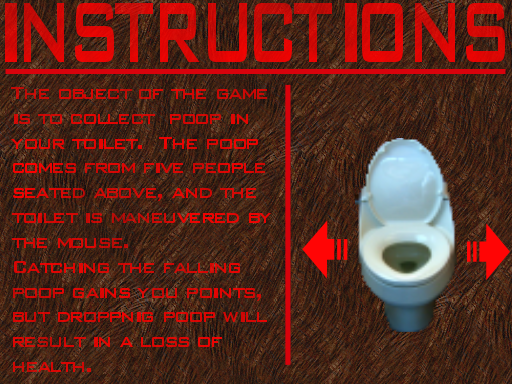 INSTRUCTIONS
The object of the game
is to collect poop in
your toilet. The poop
comes from five people
seated above, and the
toilet is maneuvered by
the mouse.
Catching the falling
poop gains you points,
but droppnig poop will
result in a loss of
health.